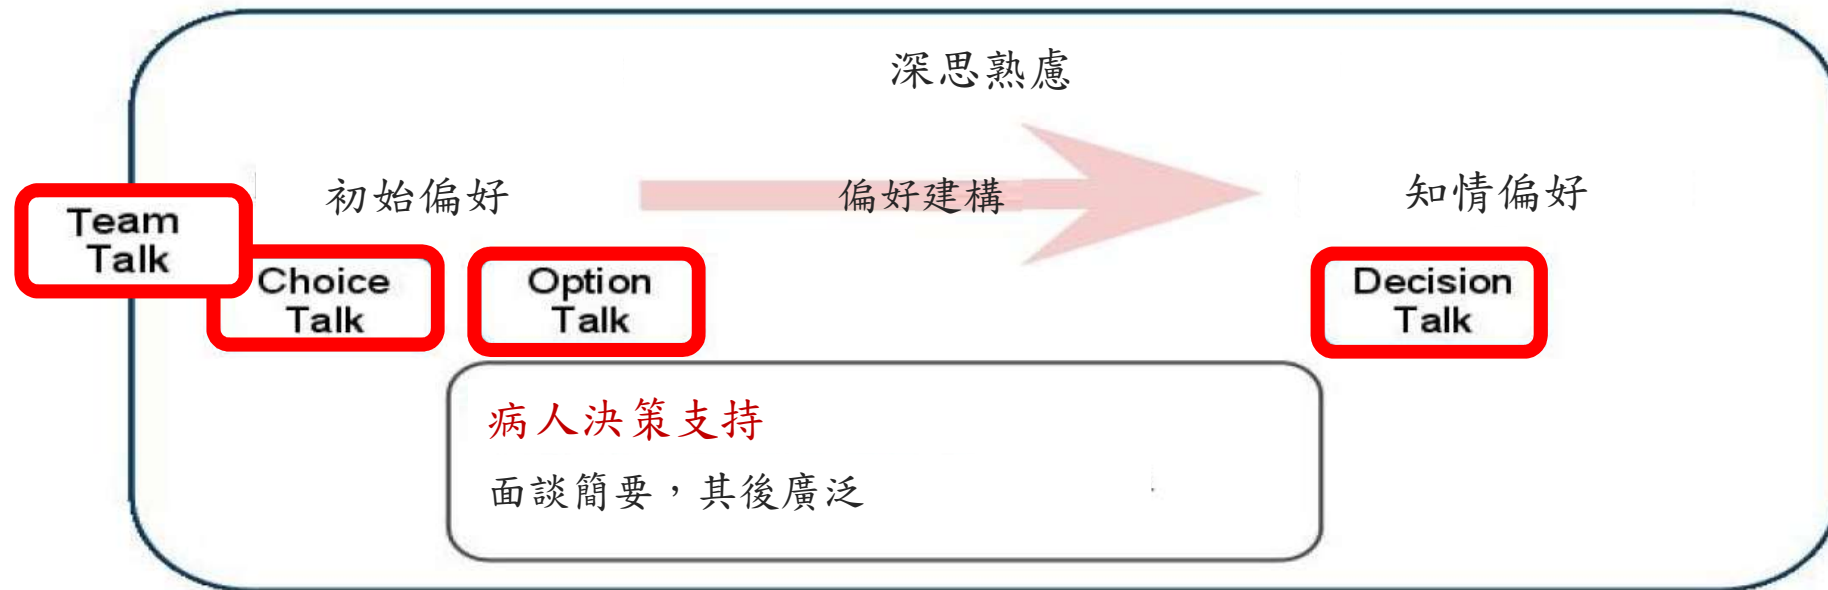 深思熟慮
初始偏好
偏好建構
知情偏好
Team
Talk
Choice
Talk
Option
Talk
Decision
Talk
病人決策支持
面談簡要，其後廣泛